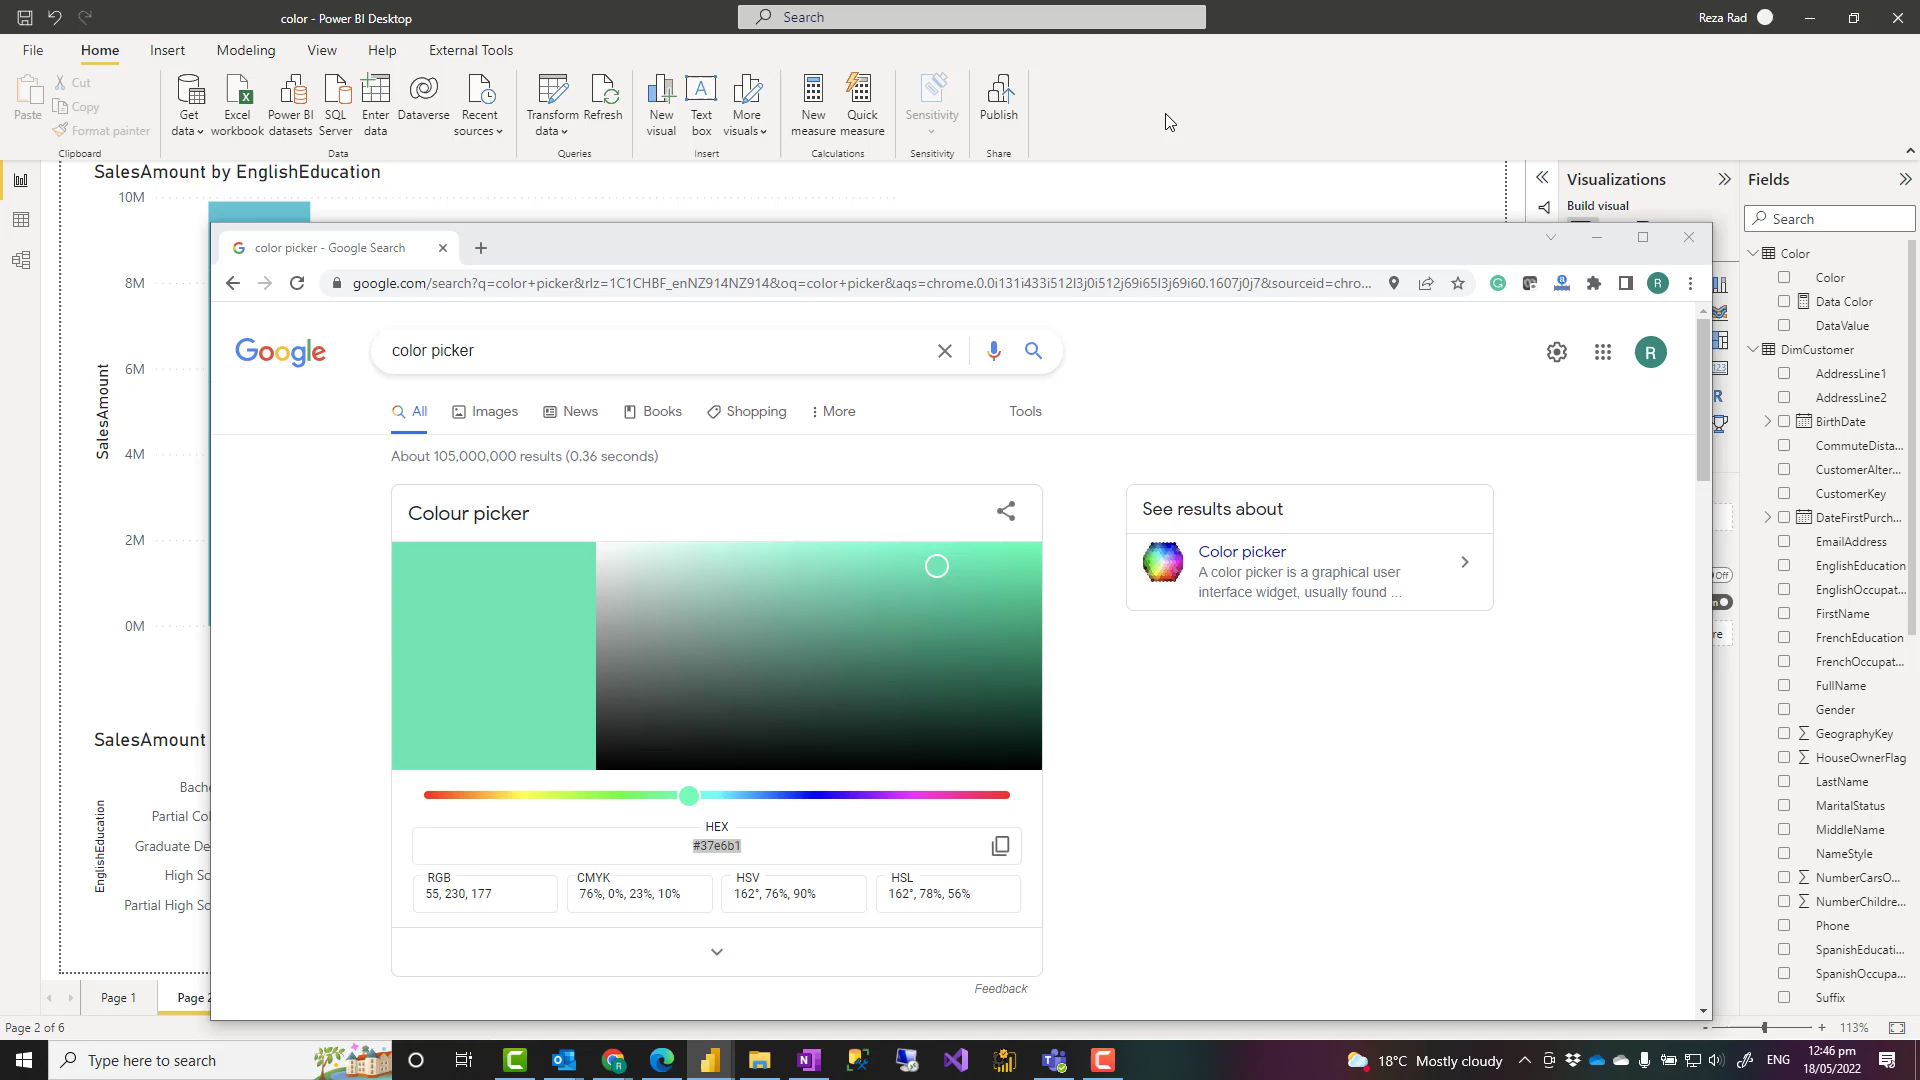 color - Power BI Desktop
Search
Reza Rad
File Home Insert Modeling View Help External Tools
Paste
Cut
Copy
Format painter
Clipboard
Get data
Excel workbook
Power BI datasets
SQL Server
Enter data
Dataverse
Recent sources
Data
Transform data
Refresh
Queries
New visual
Text box
More visuals
Insert
New measure
Quick measure
Calculations
Sensitivity
Sensitivity
Publish
Share
SalesAmount by EnglishEducation
10M
8M
6M
4M
2M
0M
SalesAmount
SalesAmount
Bache
Partial Col
Graduate De
High Sc
Partial High Sc
EnglishEducation
Page 1
Page 2
Page 2 of 6
color picker - Google Search
google.com/search?q=color+picker&rlz=1C1CHBF_enNZ914NZ914&oq=color+picker&aqs=chrome.0.0i131i433i512l3j0i512j69i65l3j69i60.1607j0j7&sourceid=chro...
R
Google
color picker
R
All Images News Books Shopping More Tools
About 105,000,000 results (0.36 seconds)
Colour picker
HEX
#37e6b1
RGB
55, 230, 177
CMYK
76%, 0%, 23%, 10%
HSV
162°, 76%, 90%
HSL
162°, 78%, 56%
Feedback
See results about
Color picker
A color picker is a graphical user
interface widget, usually found ...
Visualizations
Build visual
123
R
Off
re
Fields
Search
Color
Color
Data Color
DataValue
DimCustomer
AddressLine1
AddressLine2
BirthDate
CommuteDista...
CustomerAlter...
CustomerKey
DateFirstPurch...
EmailAddress
EnglishEducation
EnglishOccupat...
FirstName
FrenchEducation
FrenchOccupat...
FullName
Gender
GeographyKey
HouseOwnerFlag
LastName
MaritalStatus
MiddleName
NameStyle
NumberCarsO...
NumberChildre...
Phone
SpanishEducati...
SpanishOccupa...
Suffix
113%
Type here to search
18°C Mostly cloudy
ENG
12:46 pm
18/05/2022